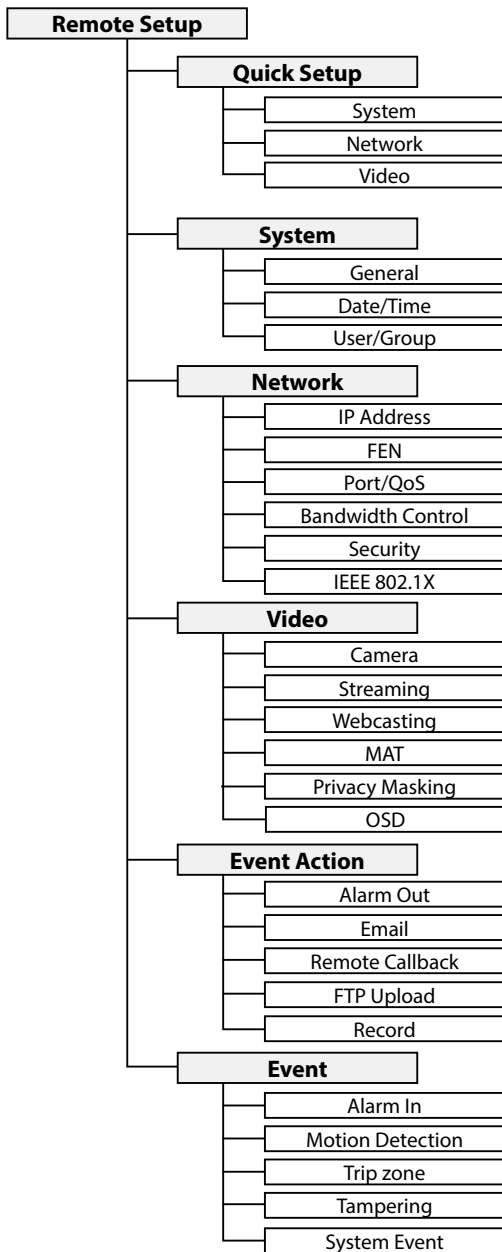 Remote Setup
Quick Setup
System
Network
Video
System
General
Date/Time
User/Group
Network
IP Address
FEN
Port/QoS
Bandwidth Control
Security
IEEE 802.1X
Video
Camera
Streaming
Webcasting
MAT
Privacy Masking
OSD
Event Action
Alarm Out
Email
Remote Callback
FTP Upload
Record
Event
Alarm In
Motion Detection
Trip zone
Tampering
System Event